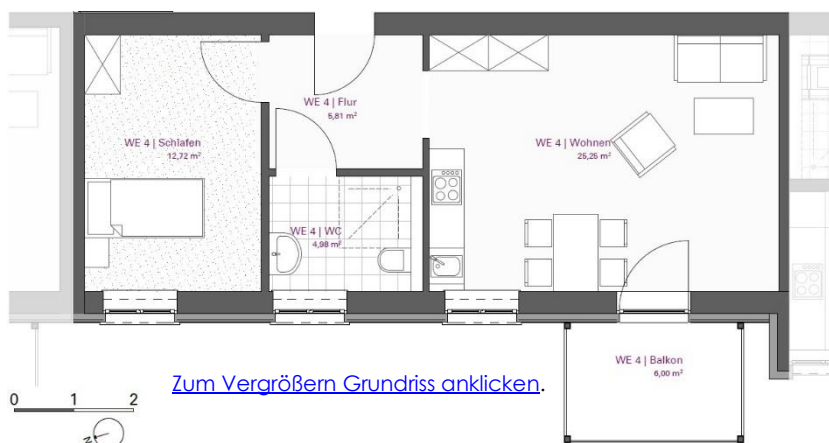 WE 4 | Flur
5,81 m²
WE 4 | Schlafen
12,72 m²
WE 4 | Wohnen
25,25 m²
WE 4 | WC
4,98 m²
WE 4 | Balkon
6,00 m²
Zum Vergrößern Grundriss anklicken.
0 1 2
N